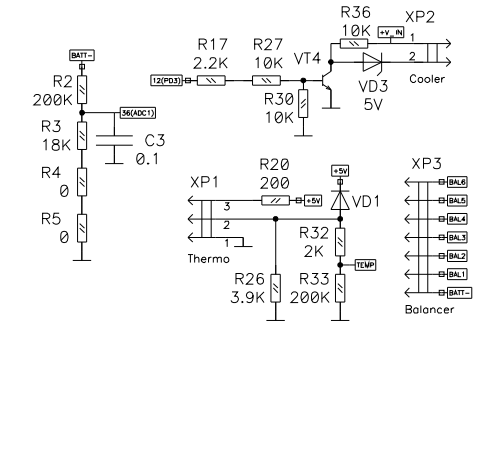 BATT-
R2
200K
36(ADC1)
R3
18K
C3
0.1
R4
0
R5
0
R36
10K
+V_IN
XP2
1
2
Cooler
R17
2.2K
R27
10K
VT4
12(PD3)
R30
10K
VD3
5V
XP1
3
2
1
Thermo
R20
200
+5V
+5V
VD1
R32
2K
TEMP
R26
3.9K
R33
200K
XP3
BAL6
BAL5
BAL4
BAL3
BAL2
BAL1
BATT-
Balancer